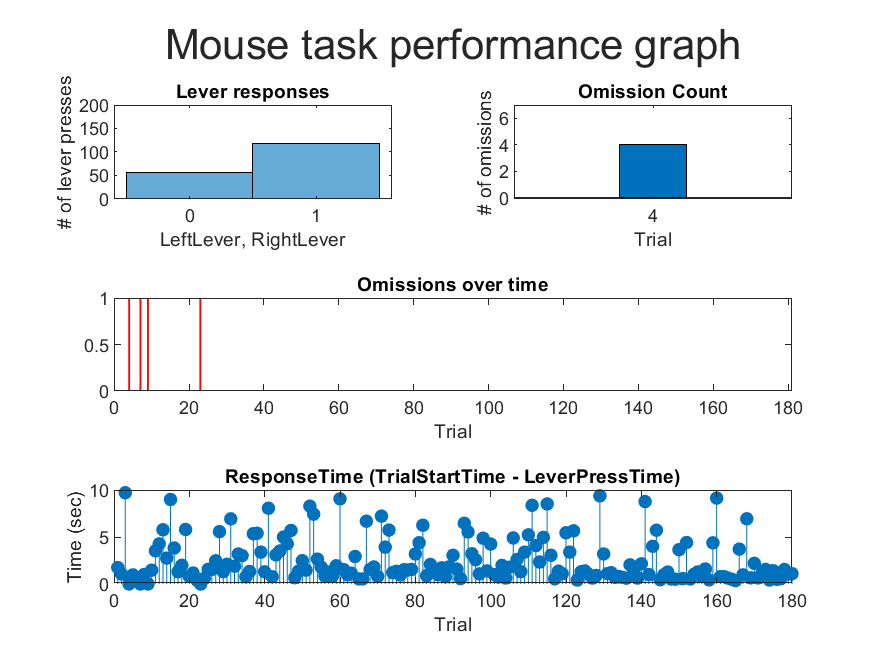 Mouse task performance graph
Lever responses
# of lever presses
200
150
100
50
0
0 1
LeftLever, RightLever
Omission Count
# of omissions
6
4
2
0
4
Trial
Omissions over time
1
0.5
0
0 20 40 60 80 100 120 140 160 180
Trial
ResponseTime (TrialStartTime - LeverPressTime)
Time (sec)
10
5
0
0 20 40 60 80 100 120 140 160 180
Trial